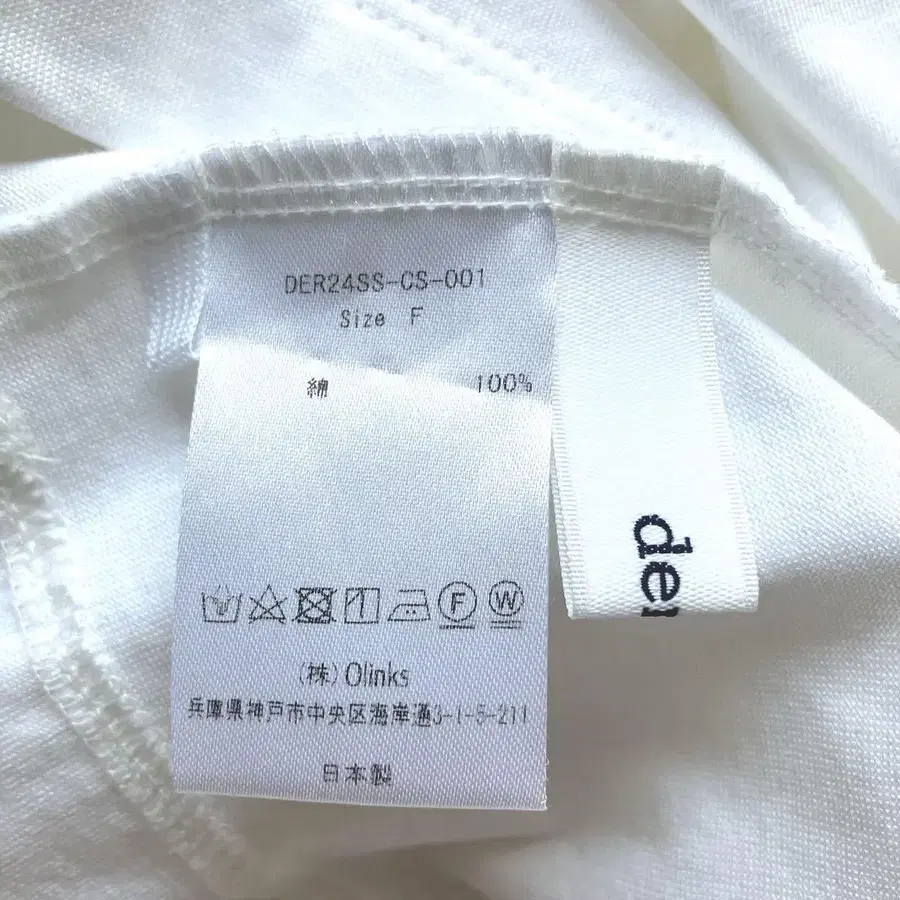 DER24SS-CS-001
Size F
綿 100%
F W
(株) Olinks
兵庫県神戸市中央区海岸通3-1-5-211
日本製